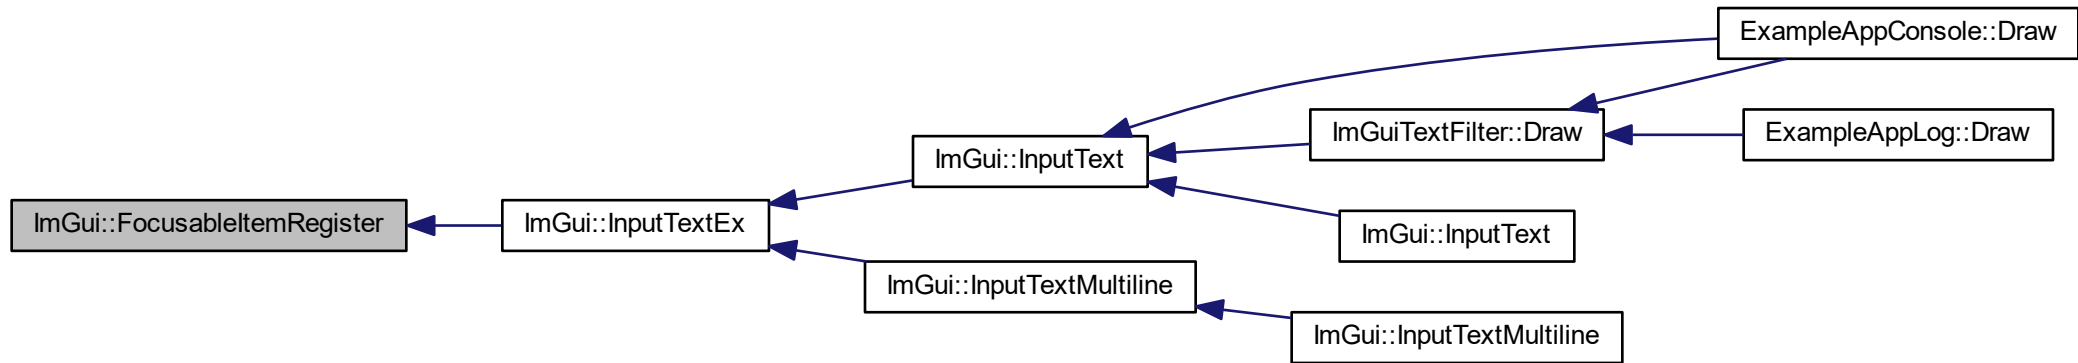 ExampleAppConsole::Draw
ImGuiTextFilter::Draw
ExampleAppLog::Draw
ImGui::InputText
ImGui::FocusableItemRegister
ImGui::InputTextEx
ImGui::InputText
ImGui::InputTextMultiline
ImGui::InputTextMultiline